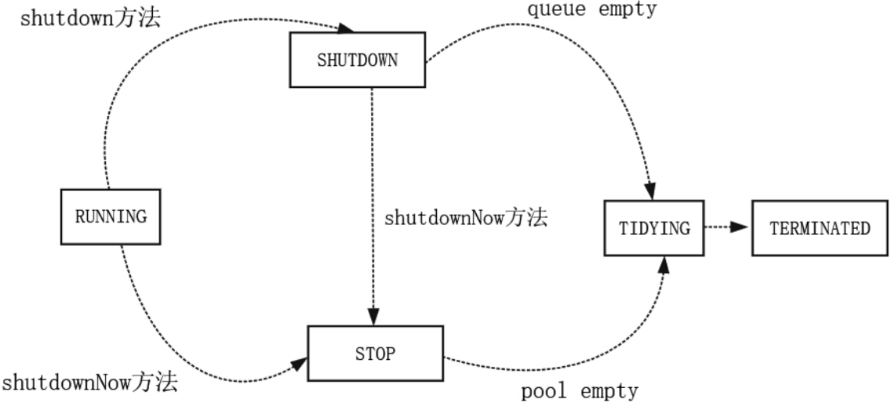 shutdown方法
queue empty
SHUTDOWN
RUNNING
shutdownNow方法
TIDYING
TERMINATED
STOP
shutdownNow方法
pool empty